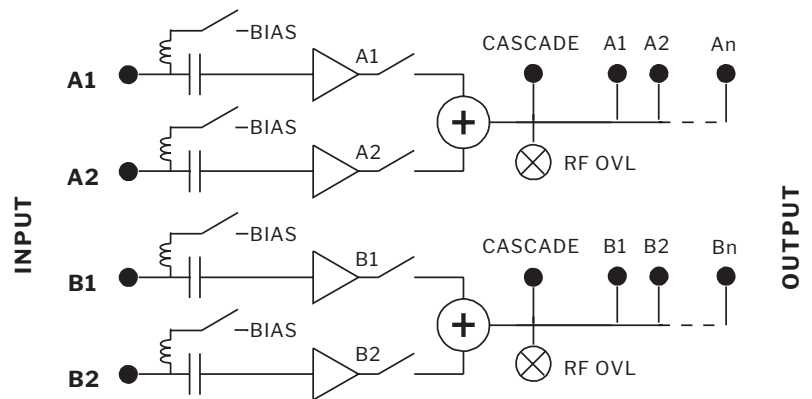 –BIAS
A1
CASCADE A1 A2 An
A1
+
–BIAS
A2
RF OVL
A2
INPUT
OUTPUT
–BIAS
B1
CASCADE B1 B2 Bn
B1
+
–BIAS
B2
RF OVL
B2